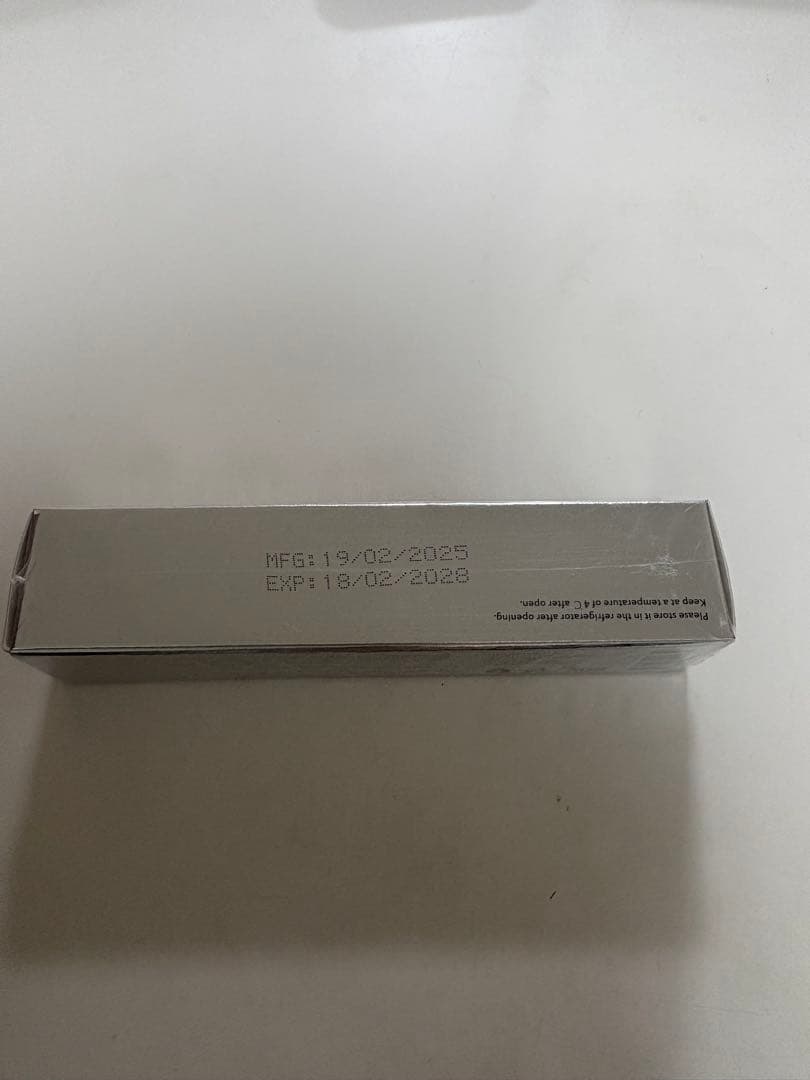 MFG:19/02/2025
EXP:18/02/2028
Please store it in the refrigerator after opening.
Keep at a temperature of 4℃ after open.